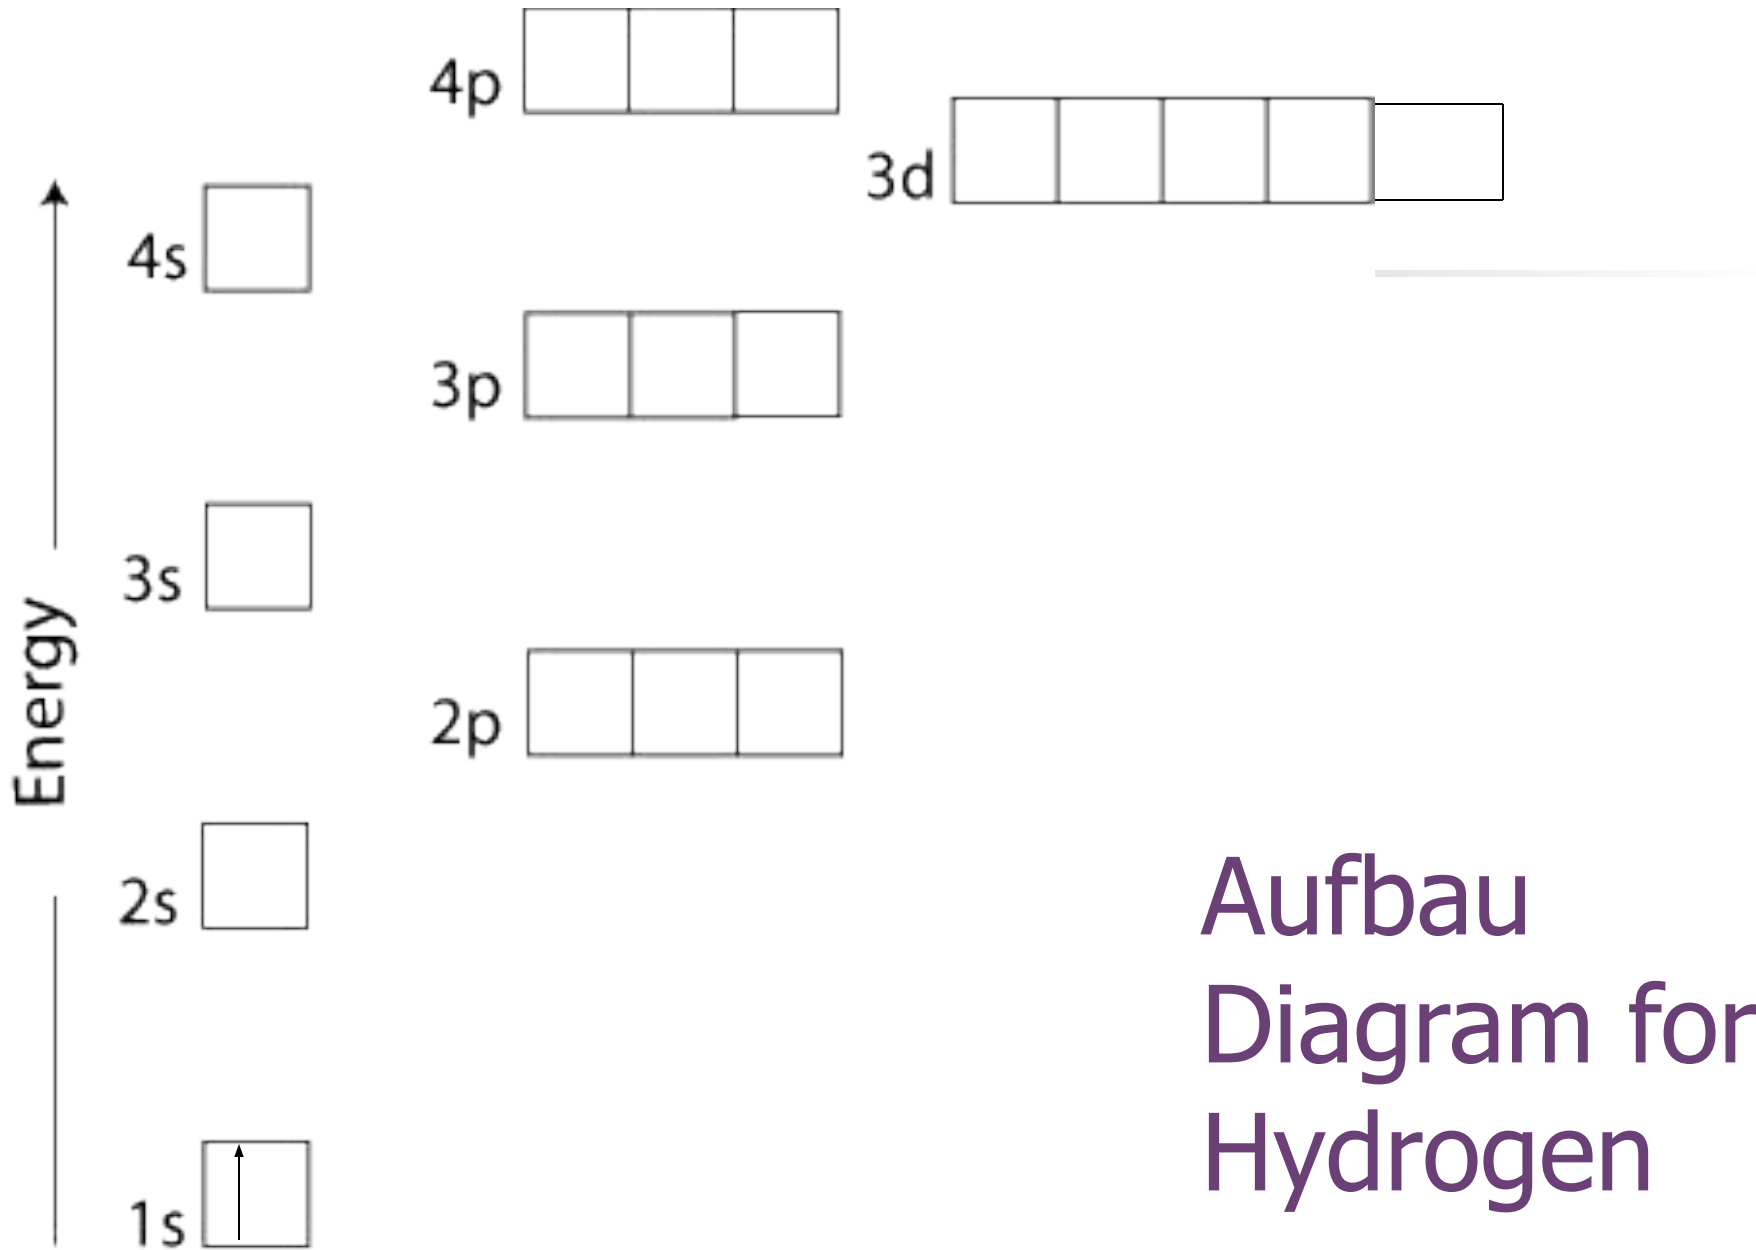 4p
3d
4s
3p
3s
Energy
2p
2s
Aufbau
Diagram for
Hydrogen
1s